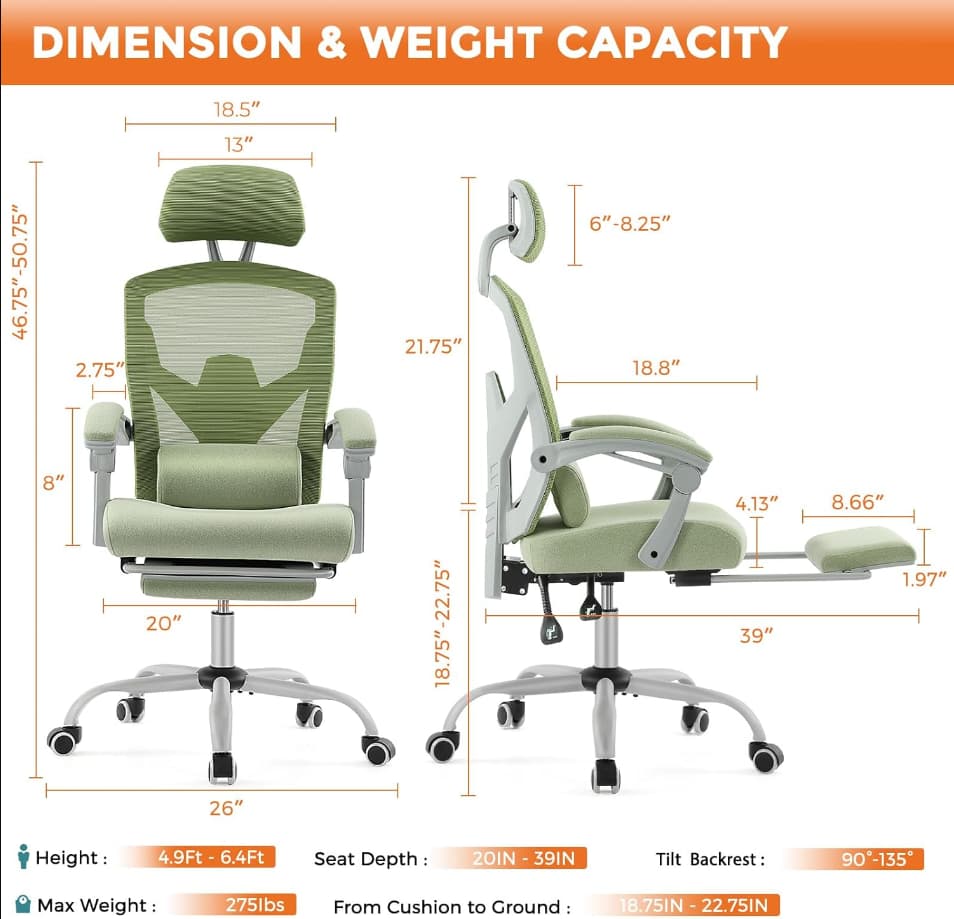 DIMENSION & WEIGHT CAPACITY
18.5”
13”
46.75”-50.75”
6”-8.25”
21.75”
2.75”
18.8”
8”
4.13”
8.66”
1.97”
18.75”-22.75”
20”
39”
26”
Height : 4.9Ft - 6.4Ft
Seat Depth : 20IN - 39IN
Tilt Backrest : 90°-135°
Max Weight : 275lbs
From Cushion to Ground : 18.75IN - 22.75IN